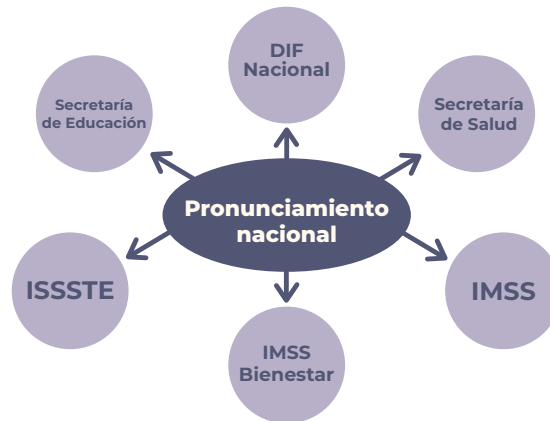 DIF
Nacional
Secretaría
de Educación
Secretaría
de Salud
Pronunciamiento
nacional
ISSSTE
IMSS
IMSS
Bienestar